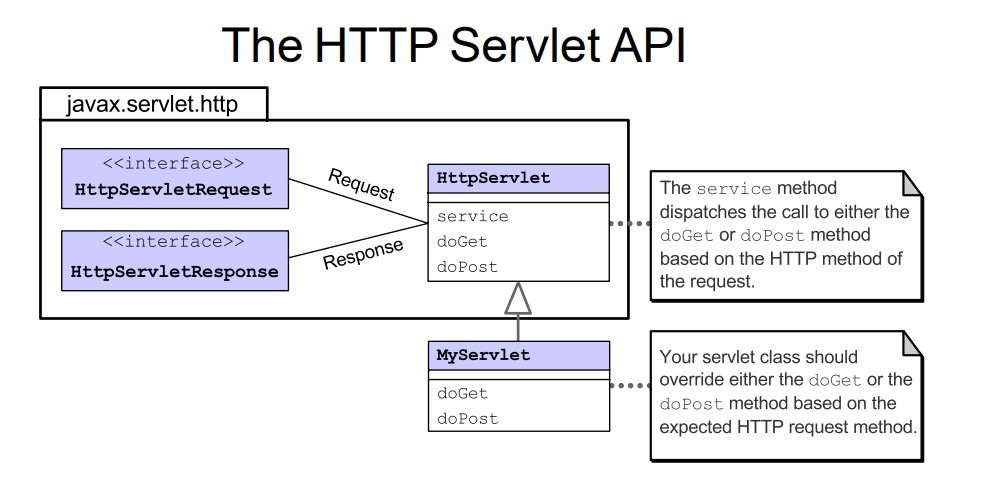 The HTTP Servlet API
javax.servlet.http
<<interface>>
HttpServletRequest
<<interface>>
HttpServletResponse
Request
Response
HttpServlet
service
doGet
doPost
The service method
dispatches the call to either the
doGet or doPost method
based on the HTTP method of
the request.
MyServlet
doGet
doPost
Your servlet class should
override either the doGet or the
doPost method based on the
expected HTTP request method.